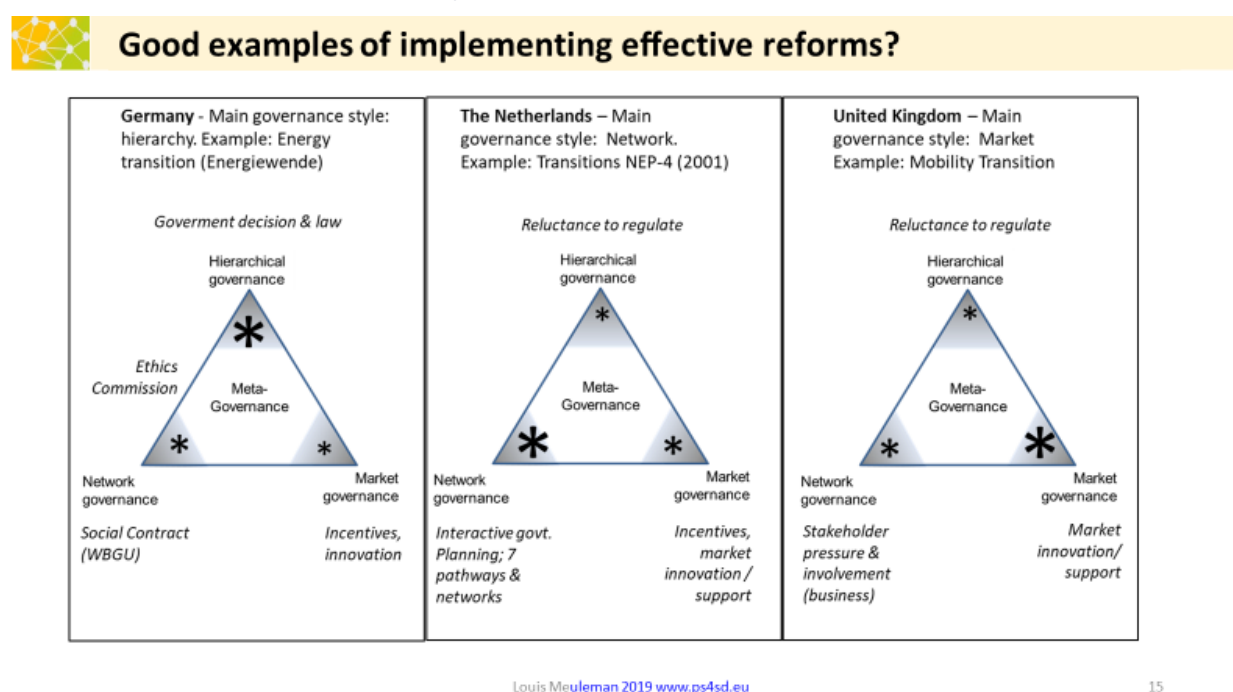 Good examples of implementing effective reforms?
Germany - Main governance style:
hierarchy. Example: Energy
transition (Energiewende)
Goverment decision & law
Hierarchical
governance
*
Ethics
Commission
Meta-
Governance
*
*
Network
governance
Market
governance
Social Contract
(WBGU)
Incentives,
innovation
The Netherlands – Main
governance style: Network.
Example: Transitions NEP-4 (2001)
Reluctance to regulate
Hierarchical
governance
*
Meta-
Governance
*
*
Network
governance
Market
governance
Interactive govt.
Planning; 7
pathways &
networks
Incentives,
market
innovation /
support
United Kingdom – Main
governance style: Market
Example: Mobility Transition
Reluctance to regulate
Hierarchical
governance
*
Meta-
Governance
*
*
Network
governance
Market
governance
Stakeholder
pressure &
involvement
(business)
Market
innovation/
support
Louis Meuleman 2019 www.ps4sd.eu
15